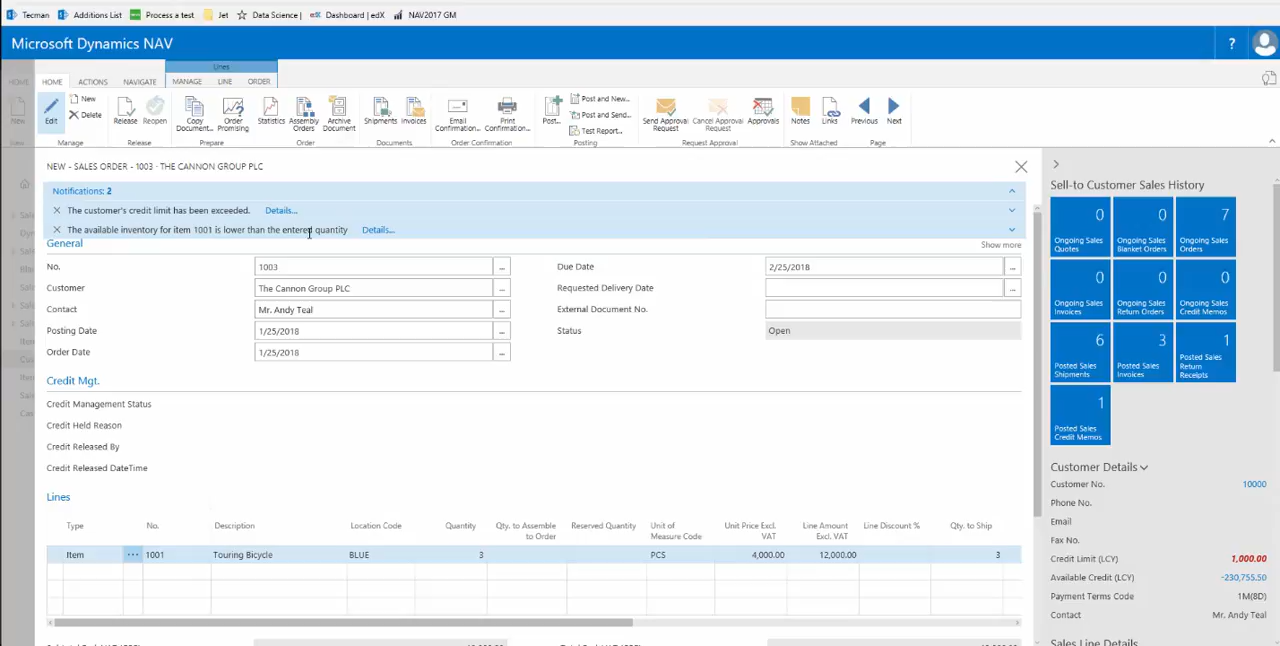 Tecman Additions List Process a test Jet Data Science | Dashboard | edX NAV2017 GM
Microsoft Dynamics NAV
?
Lines
HOME ACTIONS NAVIGATE MANAGE LINE ORDER
New
Delete
Edit
Manage
Release Reopen
Release
Copy Document... Order Promising
Prepare
Statistics Assembly Orders Archive Document
Order
Shipments Invoices
Documents
Email Confirmation... Print Confirmation...
Order Confirmation
Post...
Post and New...
Post and Send...
Test Report...
Posting
Send Approval Request Cancel Approval Request Approvals
Request Approval
Notes Links
Show Attached
Previous Next
Page
NEW - SALES ORDER - 1003 · THE CANNON GROUP PLC
Notifications: 2
The customer's credit limit has been exceeded. Details...
The available inventory for item 1001 is lower than the entered quantity Details...
General
Show more
No. 1003
Customer The Cannon Group PLC
Contact Mr. Andy Teal
Posting Date 1/25/2018
Order Date 1/25/2018
Due Date 2/25/2018
Requested Delivery Date
External Document No.
Status Open
Credit Mgt.
Credit Management Status
Credit Held Reason
Credit Released By
Credit Released DateTime
Lines
Type No. Description Location Code Quantity Qty. to Assemble to Order Reserved Quantity Unit of Measure Code Unit Price Excl. VAT Line Amount Excl. VAT Line Discount % Qty. to Ship
Item ... 1001 Touring Bicycle BLUE 3 PCS 4,000.00 12,000.00 3
Sell-to Customer Sales History
0 Ongoing Sales Quotes
0 Ongoing Sales Blanket Orders
7 Ongoing Sales Orders
0 Ongoing Sales Invoices
0 Ongoing Sales Return Orders
0 Ongoing Sales Credit Memos
6 Posted Sales Shipments
3 Posted Sales Invoices
1 Posted Sales Return Receipts
1 Posted Sales Credit Memos
Customer Details
Customer No. 10000
Phone No.
Email
Fax No.
Credit Limit (LCY) 1,000.00
Available Credit (LCY) -230,755.50
Payment Terms Code 1M(8D)
Contact Mr. Andy Teal
Sales Line Details